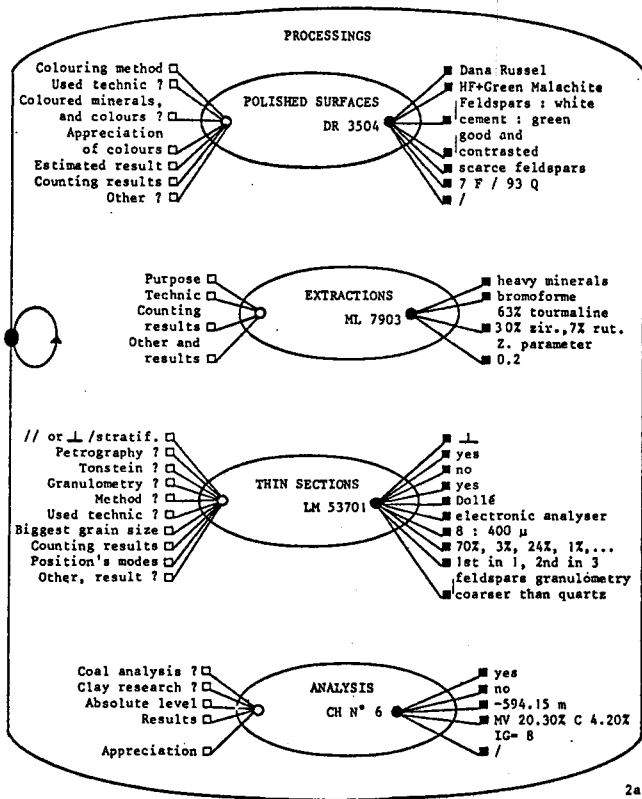 PROCESSINGS
Colouring method
Used technic ?
Coloured minerals,
and colours ?
Appreciation
of colours
Estimated result
Counting results
Other ?
POLISHED SURFACES
DR 3504
Dana Russel
HF+Green Malachite
Feldspars : white
cement : green
good and
contrasted
scarce feldspars
7 F / 93 Q
/
Purpose
Technic
Counting
results
Other and
results
EXTRACTIONS
ML 7903
heavy minerals
bromoforme
63% tourmaline
30% zir.,7% rut.
Z. parameter
0.2
// or ⊥ /stratif.
Petrography ?
Tonstein ?
Granulometry ?
Method ?
Used technic ?
Biggest grain size
Counting results
Position's modes
Other, result ?
THIN SECTIONS
LM 53701
⊥
yes
no
yes
Dollé
electronic analyser
8 : 400 μ
70%, 3%, 24%, 1%,...
1st in 1, 2nd in 3
feldspars granulómetry
coarser than quartz
Coal analysis ?
Clay research ?
Absolute level
Results
Appreciation
ANALYSIS
CH N° 6
yes
no
-594.15 m
MV 20.30% C 4.20%
IG= 8
/
2a